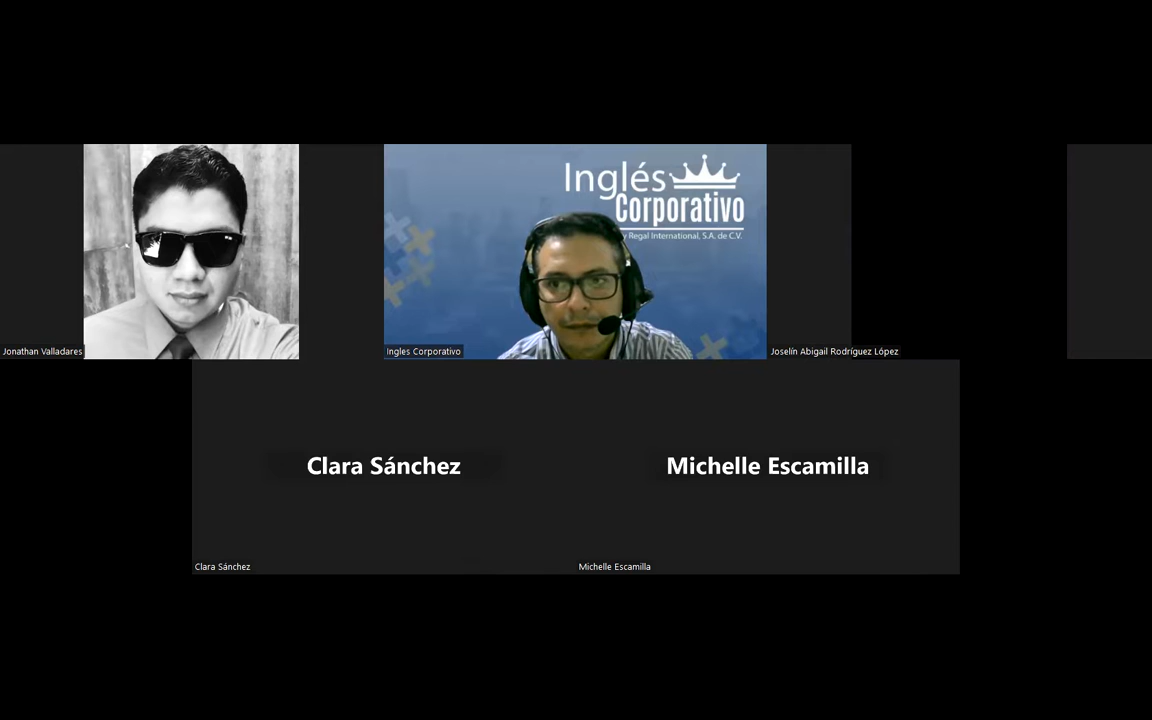 Inglés
Corporativo
y Regal International, S.A. de C.V.
Jonathan Valladares
Ingles Corporativo
Joselín Abigail Rodríguez López
Clara Sánchez
Michelle Escamilla
Clara Sánchez
Michelle Escamilla